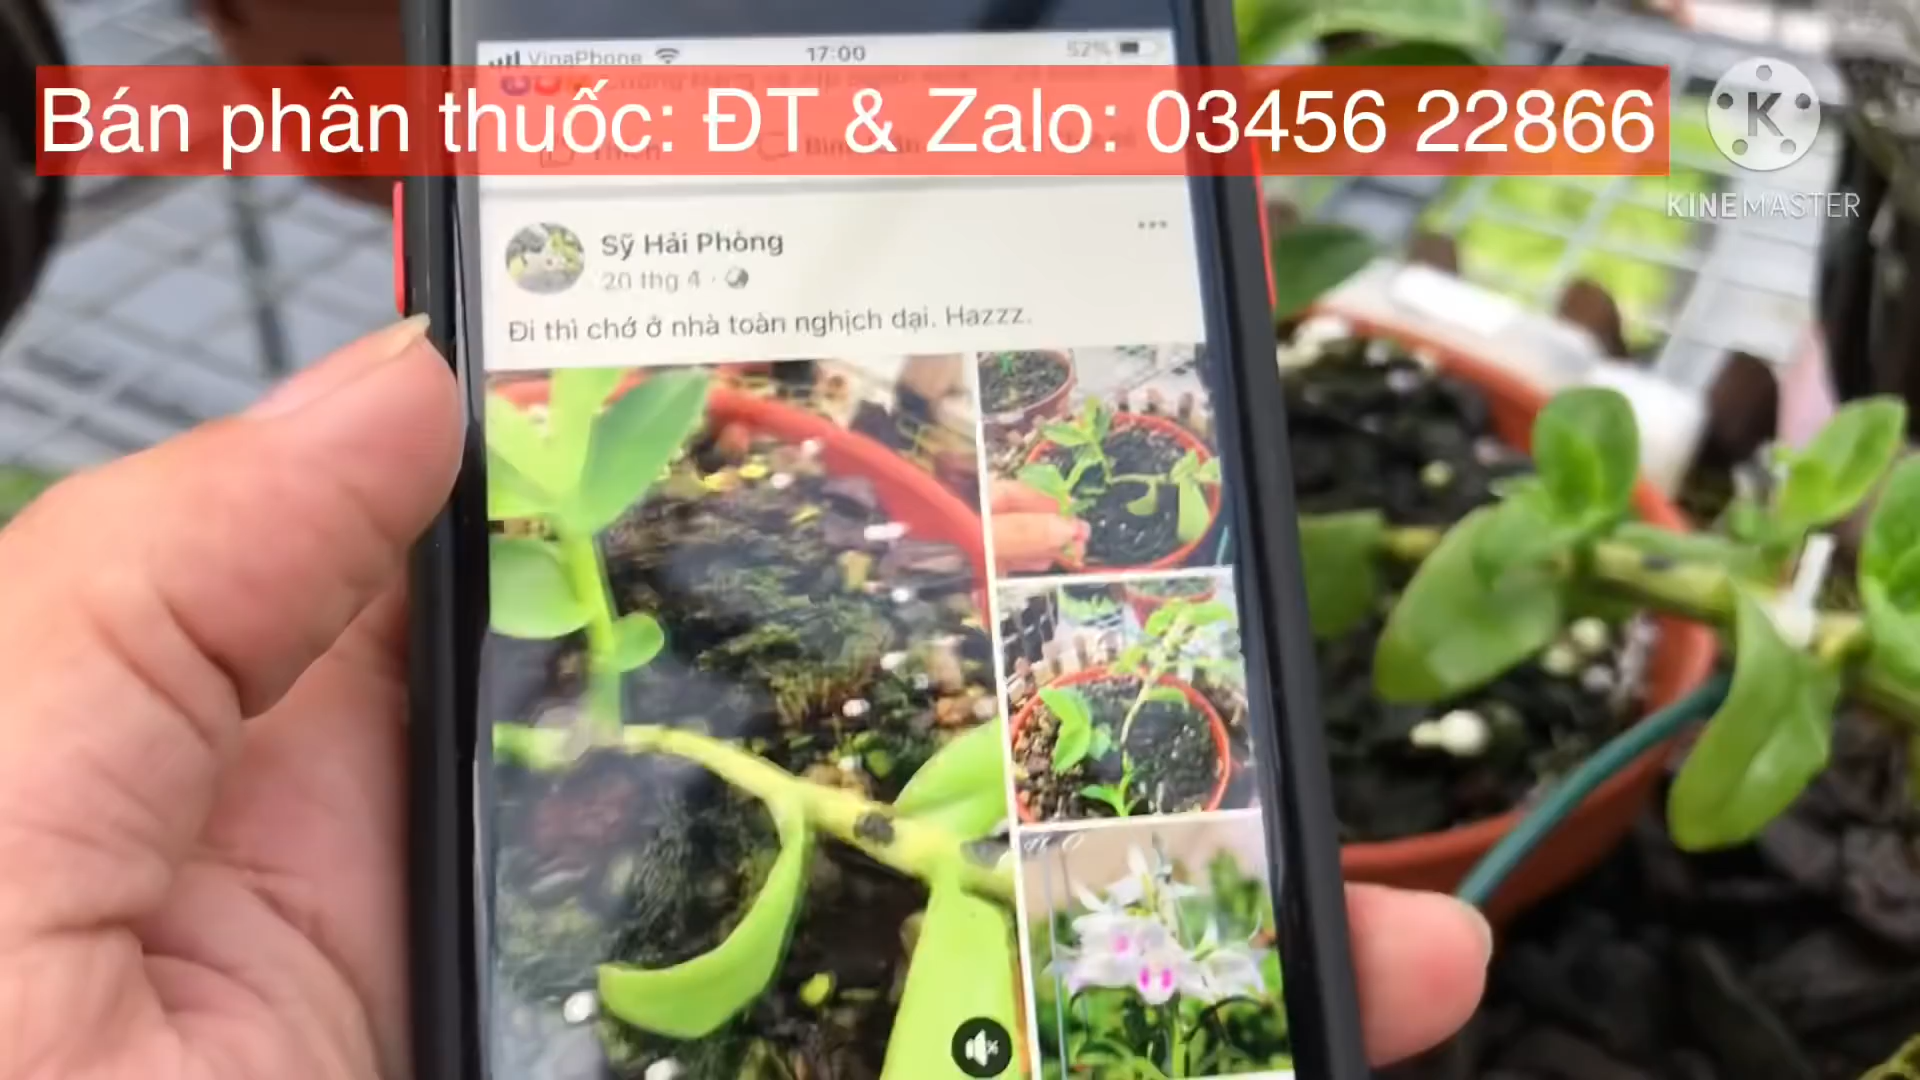 VinaPhone 17:00 52%
Bán phân thuốc: ĐT & Zalo: 03456 22866
K
KINEMASTER
Sỹ Hải Phòng
20 thg 4
Đi thì chớ ở nhà toàn nghịch dại. Hazzz.